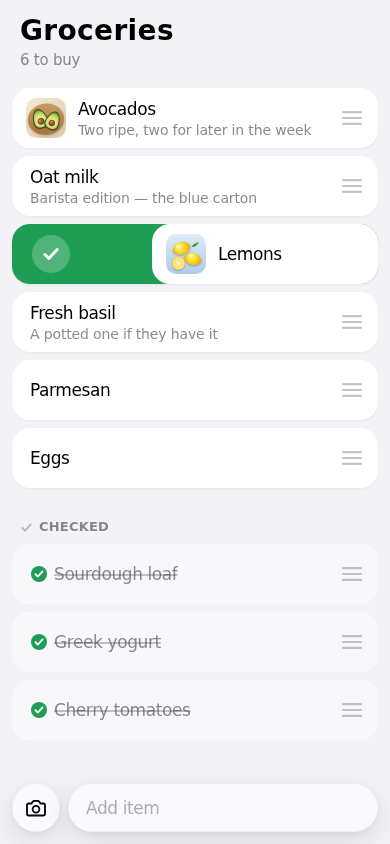 Groceries
6 to buy
Avocados
Two ripe, two for later in the week
Oat milk
Barista edition — the blue carton
Lemons
Fresh basil
A potted one if they have it
Parmesan
Eggs
CHECKED
Sourdough loaf
Greek yogurt
Cherry tomatoes
Add item